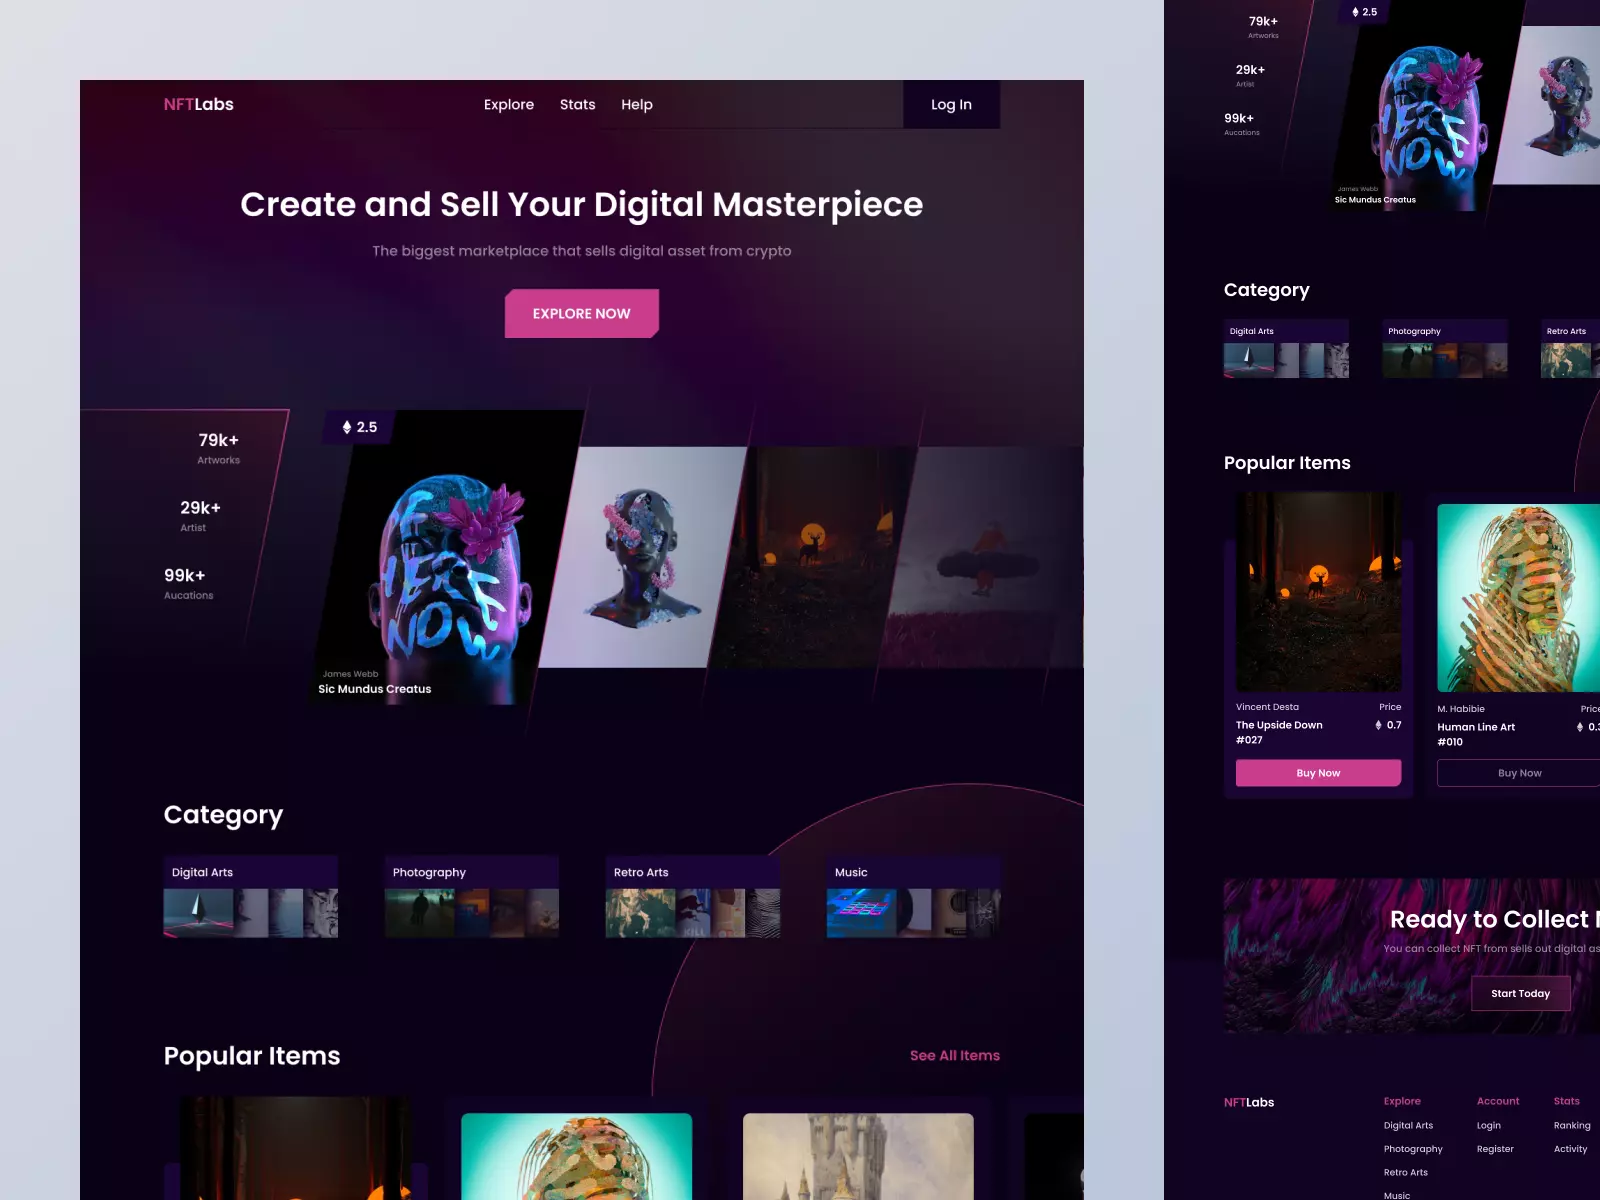 NFTLabs
Explore Stats Help
Log In
Create and Sell Your Digital Masterpiece
The biggest marketplace that sells digital asset from crypto
EXPLORE NOW
79k+
Artworks
29k+
Artist
99k+
Aucations
2.5
HERE
NOW
James Webb
Sic Mundus Creatus
Category
Digital Arts
Photography
Retro Arts
KILL
Music
Popular Items
See All Items
79k+
Artworks
29k+
Artist
99k+
Aucations
2.5
HERE
NOW
James Webb
Sic Mundus Creatus
Category
Digital Arts
Photography
Retro Arts
Popular Items
Vincent Desta Price
The Upside Down 0.7
#027
Buy Now
M. Habibie Price
Human Line Art 0.3
#010
Buy Now
Ready to Collect
You can collect NFT from sells out digital as
Start Today
NFTLabs
Explore
Digital Arts
Photography
Retro Arts
Music
Account
Login
Register
Stats
Ranking
Activity